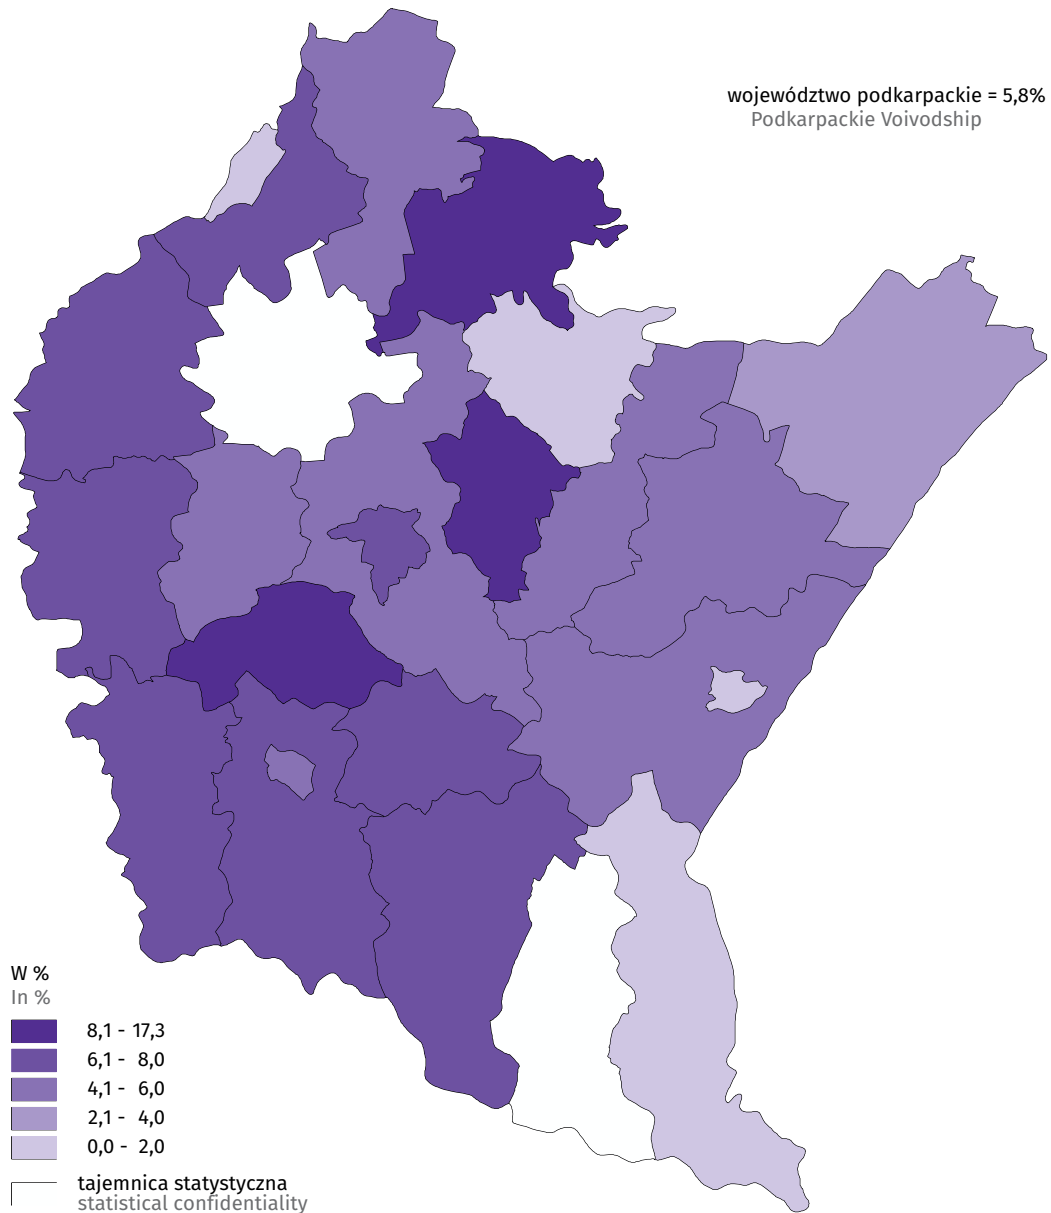 województwo podkarpackie = 5,8%
Podkarpackie Voivodship
W %
In %
8,1 - 17,3
6,1 - 8,0
4,1 - 6,0
2,1 - 4,0
0,0 - 2,0
tajemnica statystyczna
statistical confidentiality